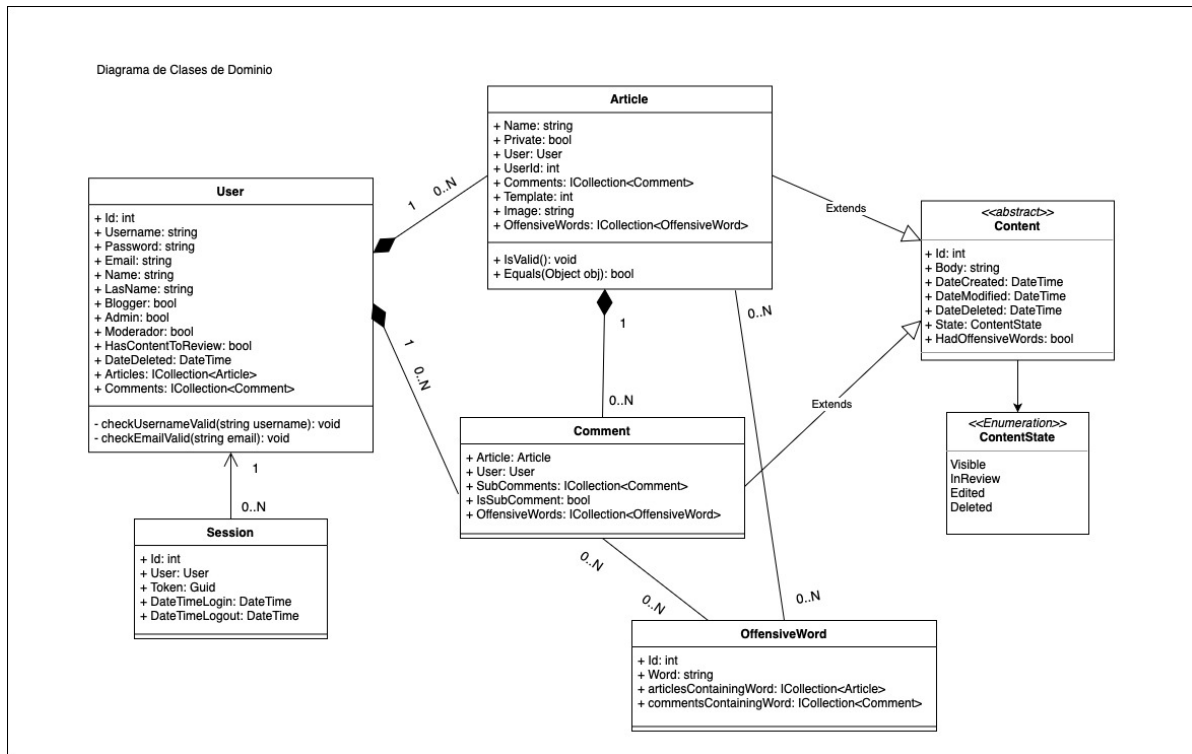 Diagrama de Clases de Dominio
Article
+ Name: string
+ Private: bool
+ User: User
+ UserId: int
+ Comments: ICollection<Comment>
+ Template: int
+ Image: string
+ OffensiveWords: ICollection<OffensiveWord>
+ IsValid(): void
+ Equals(Object obj): bool
User
+ Id: int
+ Username: string
+ Password: string
+ Email: string
+ Name: string
+ LasName: string
+ Blogger: bool
+ Admin: bool
+ Moderador: bool
+ HasContentToReview: bool
+ DateDeleted: DateTime
+ Articles: ICollection<Article>
+ Comments: ICollection<Comment>
- checkUsernameValid(string username): void
- checkEmailValid(string email): void
1
0..N
1
0..N
1
0..N
0..N
0..N
Extends
Extends
<<abstract>>
Content
+ Id: int
+ Body: string
+ DateCreated: DateTime
+ DateModified: DateTime
+ DateDeleted: DateTime
+ State: ContentState
+ HadOffensiveWords: bool
<<Enumeration>>
ContentState
Visible
InReview
Edited
Deleted
Comment
+ Article: Article
+ User: User
+ SubComments: ICollection<Comment>
+ IsSubComment: bool
+ OffensiveWords: ICollection<OffensiveWord>
1
0..N
Session
+ Id: int
+ User: User
+ Token: Guid
+ DateTimeLogin: DateTime
+ DateTimeLogout: DateTime
0..N
0..N
OffensiveWord
+ Id: int
+ Word: string
+ articlesContainingWord: ICollection<Article>
+ commentsContainingWord: ICollection<Comment>